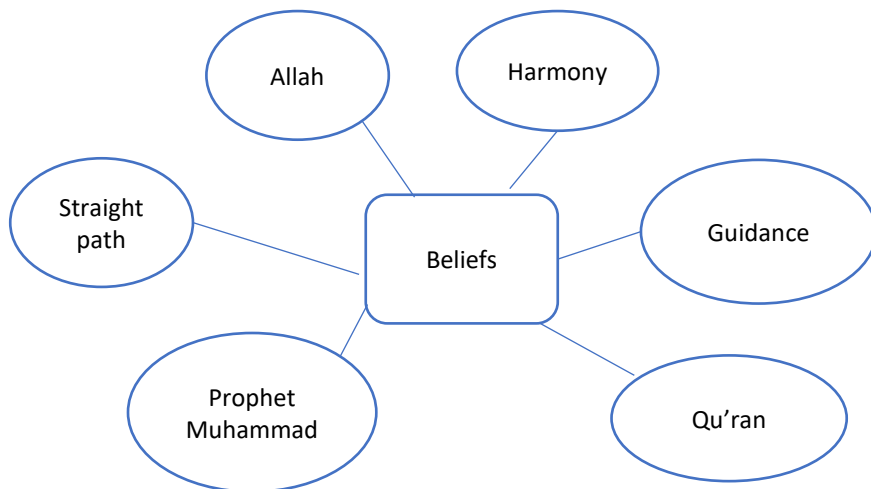 Allah
Harmony
Straight
path
Beliefs
Guidance
Prophet
Muhammad
Qu’ran